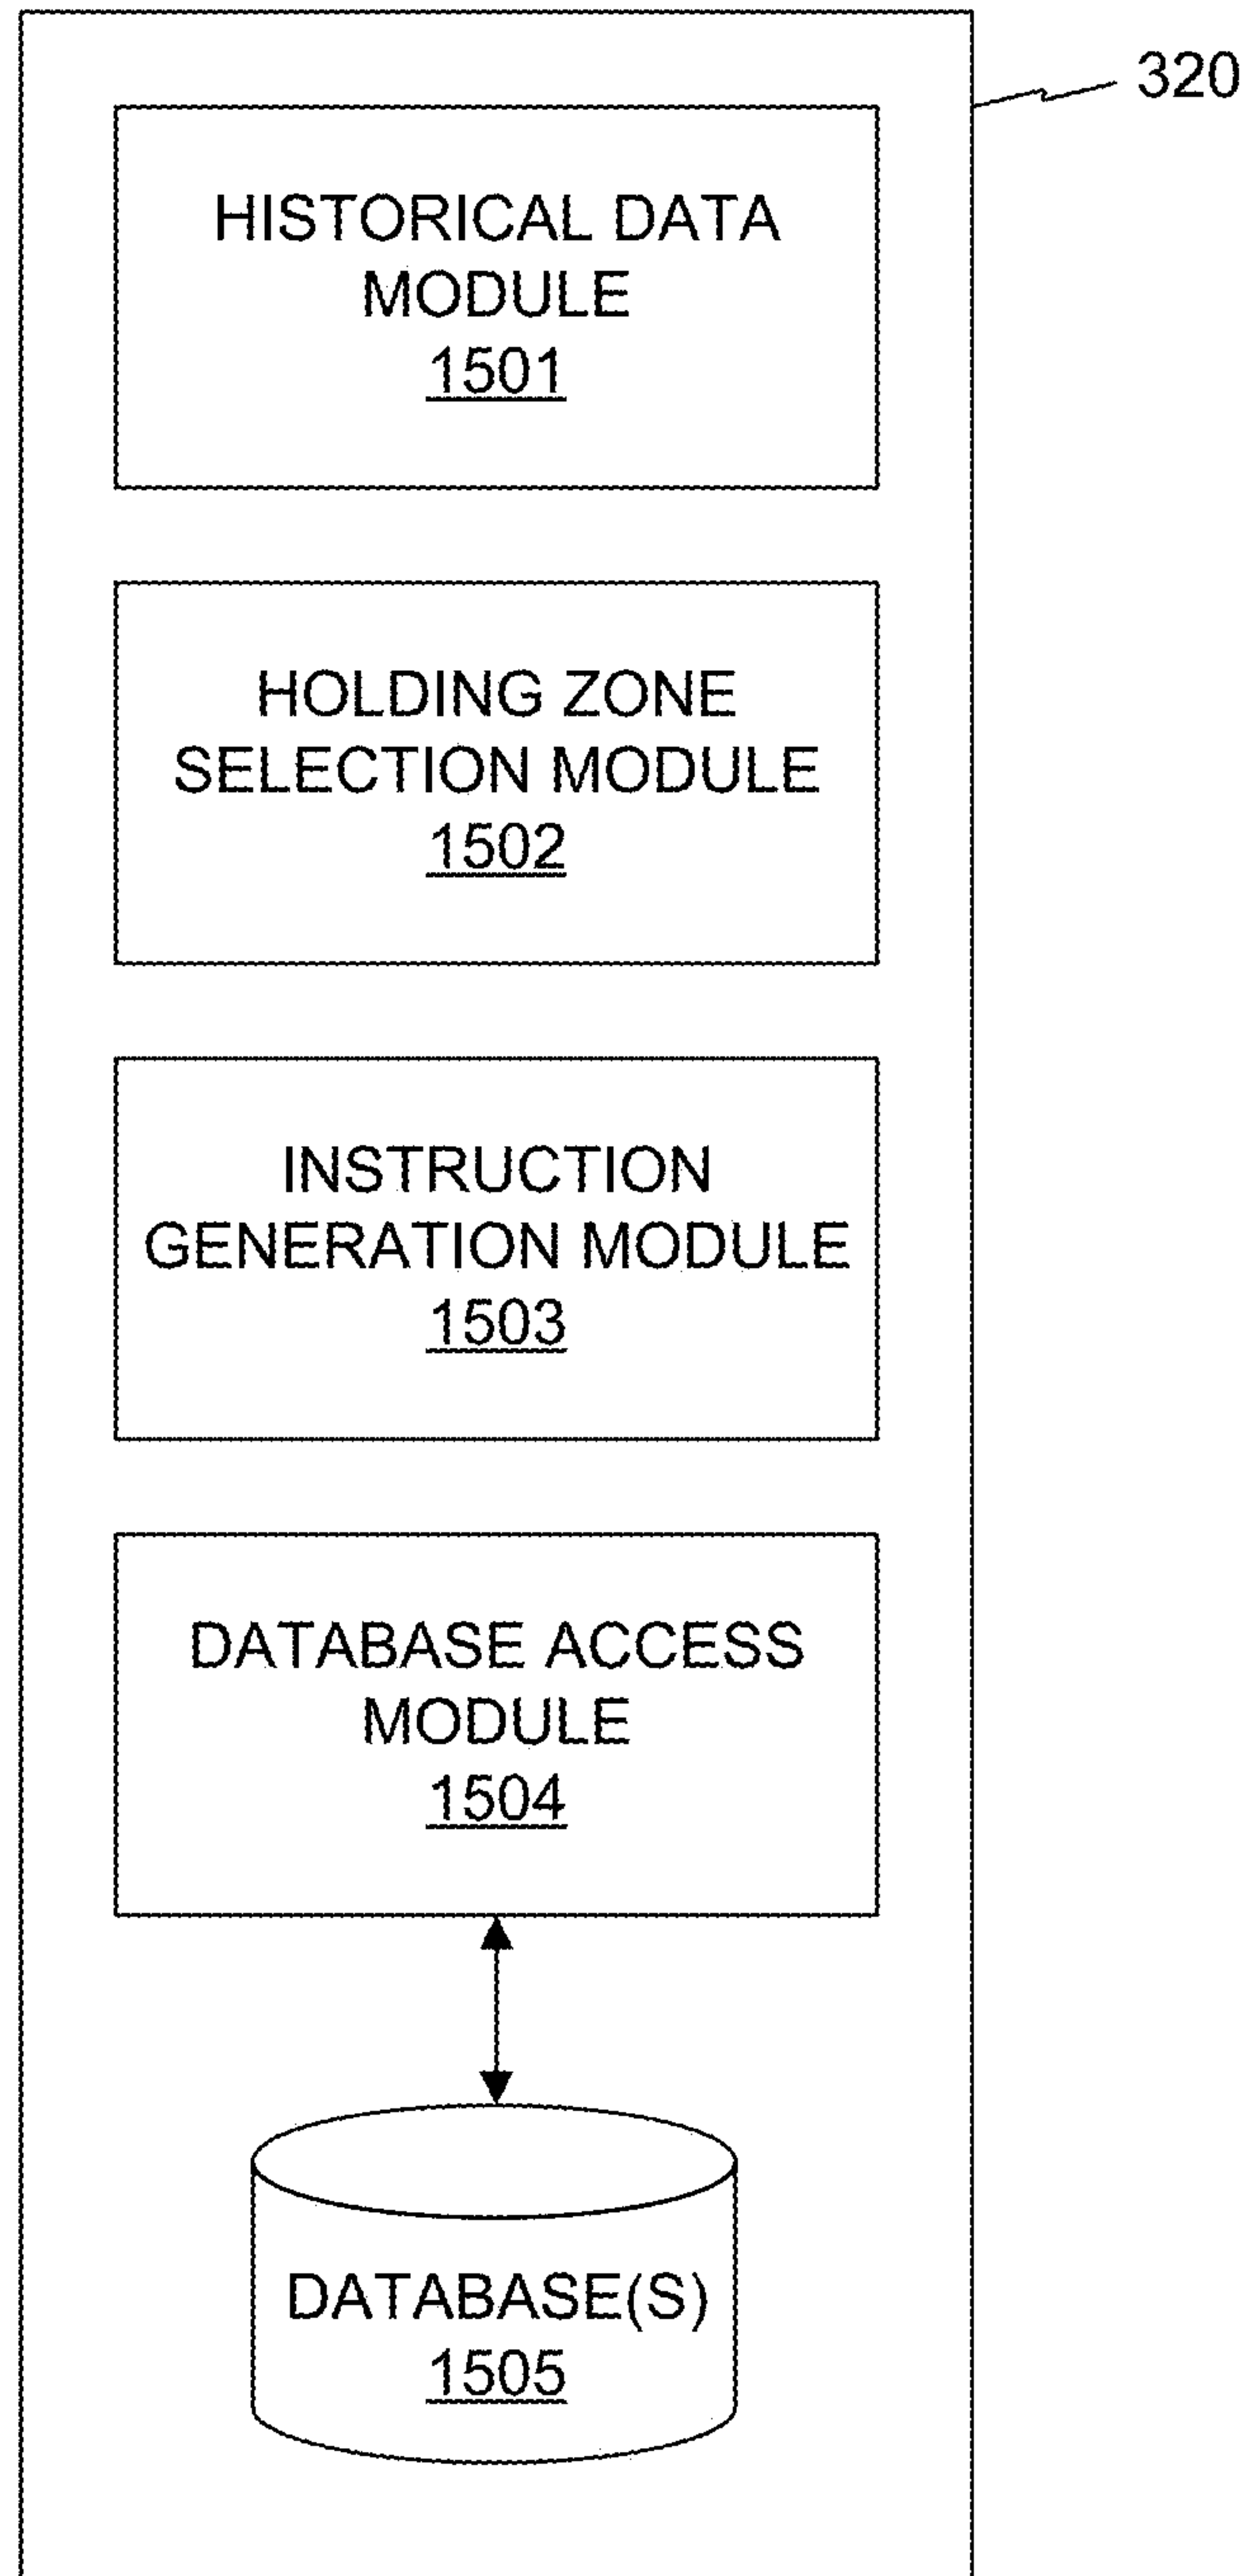 320
HISTORICAL DATA
MODULE
1501
HOLDING ZONE
SELECTION MODULE
1502
INSTRUCTION
GENERATION MODULE
1503
DATABASE ACCESS
MODULE
1504
DATABASE(S)
1505